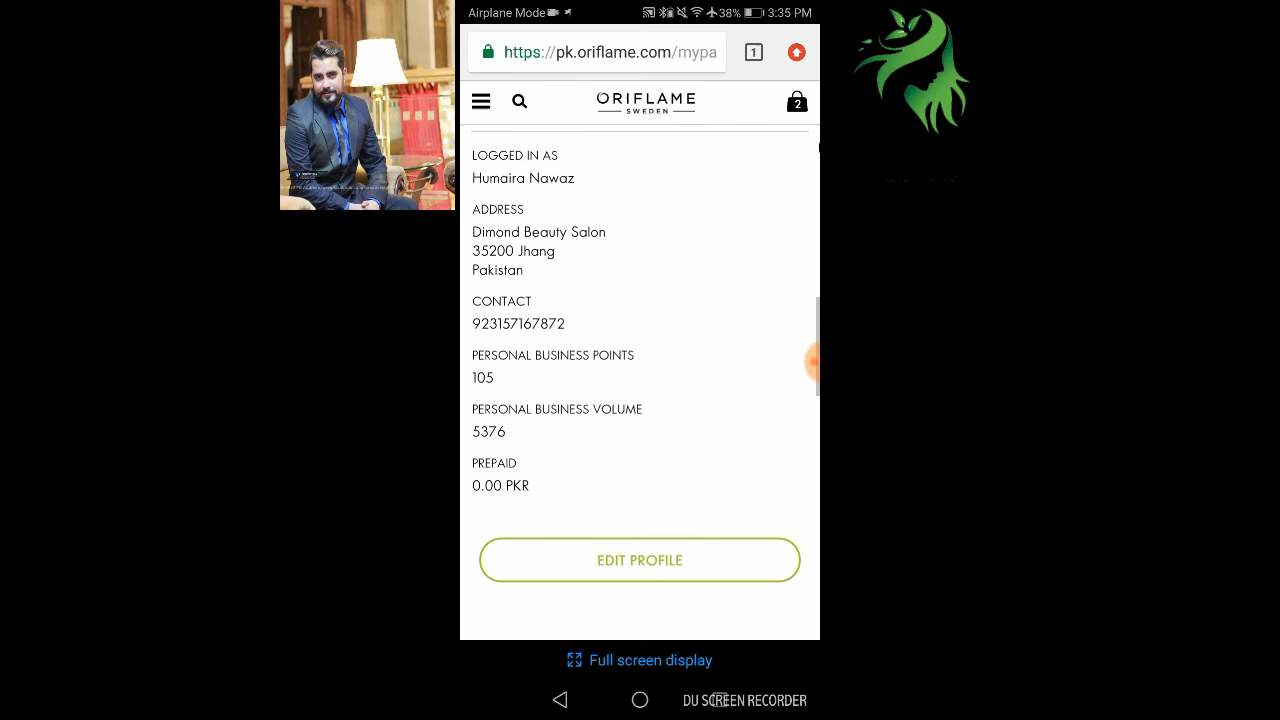 Airplane Mode
38%
3:35 PM
https://pk.oriflame.com/mypa
1
ORIFLAME
SWEDEN
2
LOGGED IN AS
Humaira Nawaz
ADDRESS
Dimond Beauty Salon
35200 Jhang
Pakistan
CONTACT
923157167872
PERSONAL BUSINESS POINTS
105
PERSONAL BUSINESS VOLUME
5376
PREPAID
0.00 PKR
EDIT PROFILE
Full screen display
DU SCREEN RECORDER